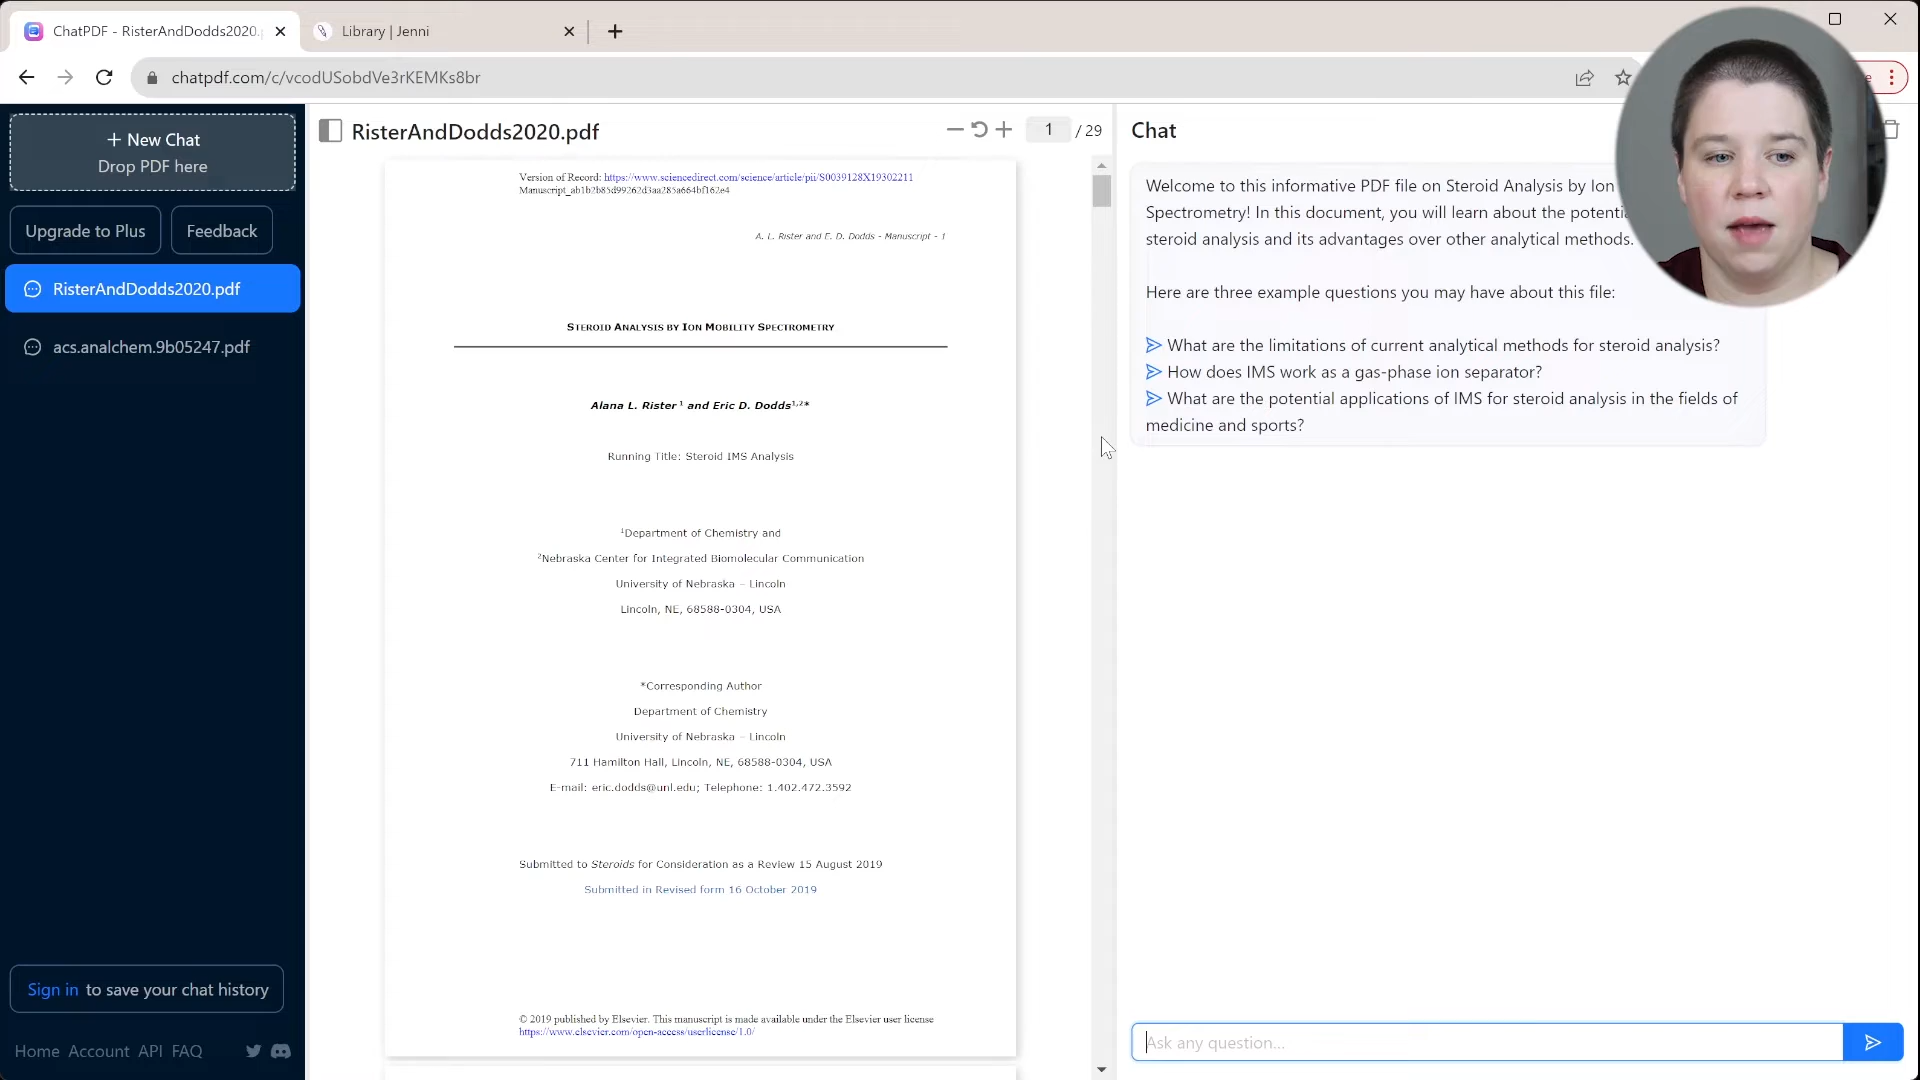 ChatPDF - RisterAndDodds2020.
Library | Jenni
chatpdf.com/c/vcodUSobdVe3rKEMKs8br
+ New Chat
Drop PDF here
Upgrade to Plus
Feedback
RisterAndDodds2020.pdf
acs.analchem.9b05247.pdf
Sign in to save your chat history
Home Account API FAQ
RisterAndDodds2020.pdf
1 / 29
Version of Record: https://www.sciencedirect.com/science/article/pii/S0039128X19302211
Manuscript_ab1b2b85d99262d3aa285a664bf162e4
A. L. Rister and E. D. Dodds - Manuscript - 1
STEROID ANALYSIS BY ION MOBILITY SPECTROMETRY
Alana L. Rister 1 and Eric D. Dodds1,2*
Running Title: Steroid IMS Analysis
1Department of Chemistry and
2Nebraska Center for Integrated Biomolecular Communication
University of Nebraska – Lincoln
Lincoln, NE, 68588-0304, USA
*Corresponding Author
Department of Chemistry
University of Nebraska – Lincoln
711 Hamilton Hall, Lincoln, NE, 68588-0304, USA
E-mail: eric.dodds@unl.edu; Telephone: 1.402.472.3592
Submitted to Steroids for Consideration as a Review 15 August 2019
Submitted in Revised form 16 October 2019
© 2019 published by Elsevier. This manuscript is made available under the Elsevier user license
https://www.elsevier.com/open-access/userlicense/1.0/
Chat
Welcome to this informative PDF file on Steroid Analysis by Ion
Spectrometry! In this document, you will learn about the potenti
steroid analysis and its advantages over other analytical methods.
Here are three example questions you may have about this file:
What are the limitations of current analytical methods for steroid analysis?
How does IMS work as a gas-phase ion separator?
What are the potential applications of IMS for steroid analysis in the fields of
medicine and sports?
Ask any question...